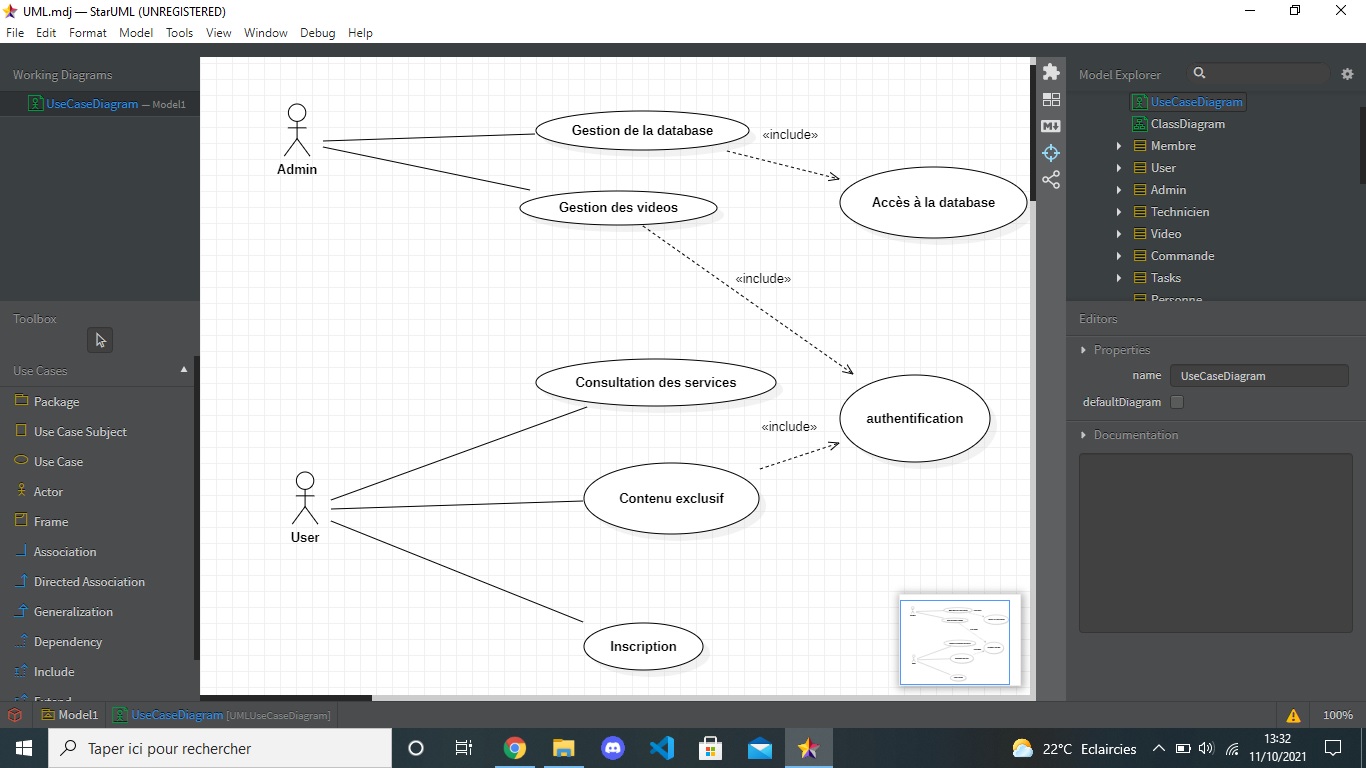 UML.mdj — StarUML (UNREGISTERED)
File Edit Format Model Tools View Window Debug Help
Working Diagrams
UseCaseDiagram — Model1
Toolbox
Use Cases
Package
Use Case Subject
Use Case
Actor
Frame
Association
Directed Association
Generalization
Dependency
Include
Extend
Admin
Gestion de la database
«include»
Accès à la database
Gestion des videos
«include»
Consultation des services
authentification
«include»
Contenu exclusif
User
Inscription
Model Explorer
UseCaseDiagram
ClassDiagram
Membre
User
Admin
Technicien
Video
Commande
Tasks
Personne
Editors
Properties
name UseCaseDiagram
defaultDiagram
Documentation
Model1 UseCaseDiagram [UMLUseCaseDiagram]
100%
Taper ici pour rechercher
22°C Eclaircies
13:32
11/10/2021